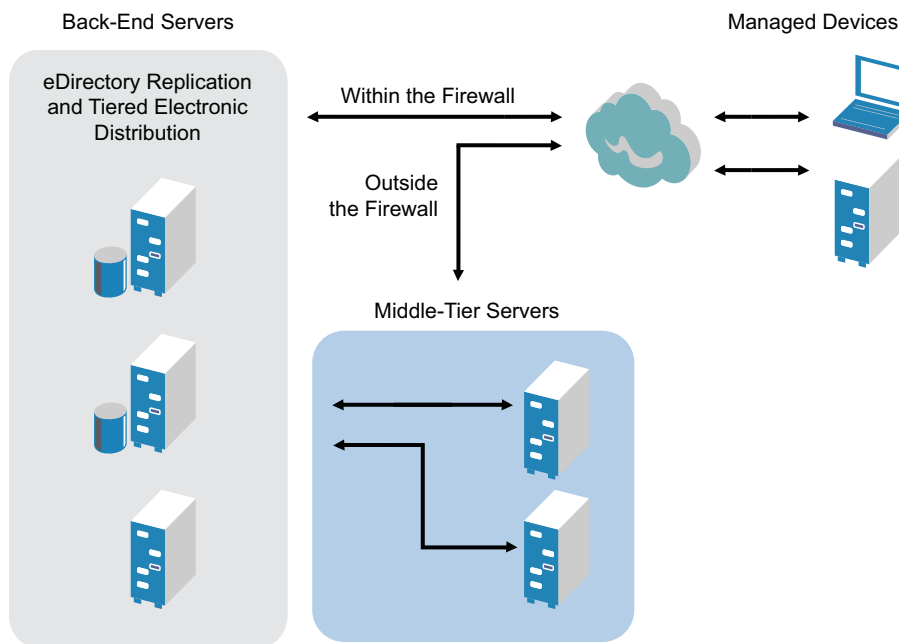 Back-End Servers
Managed Devices
eDirectory Replication
and Tiered Electronic
Distribution
Within the Firewall
Outside
the Firewall
Middle-Tier Servers